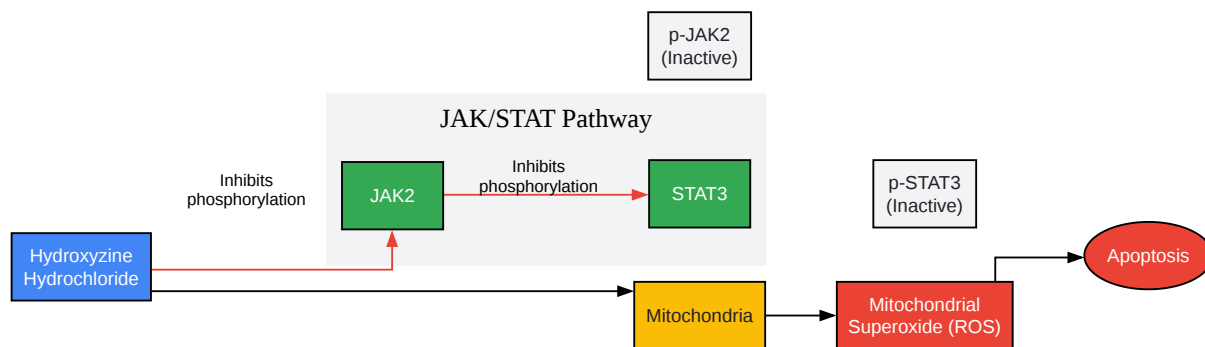 p-JAK2
(Inactive)
JAK/STAT Pathway
Inhibits
phosphorylation
JAK2
Inhibits
phosphorylation
STAT3
p-STAT3
(Inactive)
Hydroxyzine
Hydrochloride
Apoptosis
Mitochondria
Mitochondrial
Superoxide (ROS)